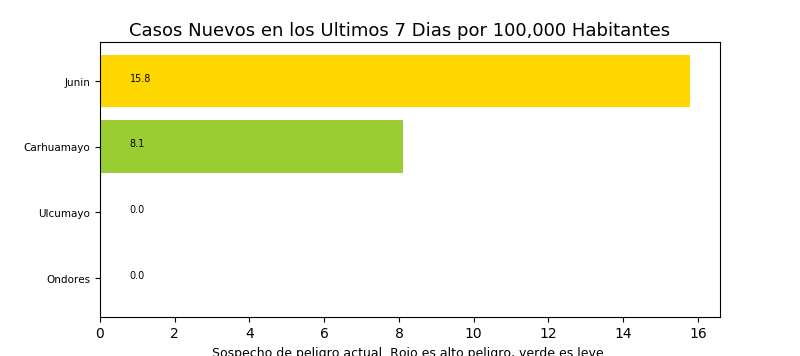 Casos Nuevos en los Ultimos 7 Dias por 100,000 Habitantes
Junin 15.8
Carhuamayo 8.1
Ulcumayo 0.0
Ondores 0.0
0 2 4 6 8 10 12 14 16
Sospecho de peligro actual. Rojo es alto peligro, verde es leve